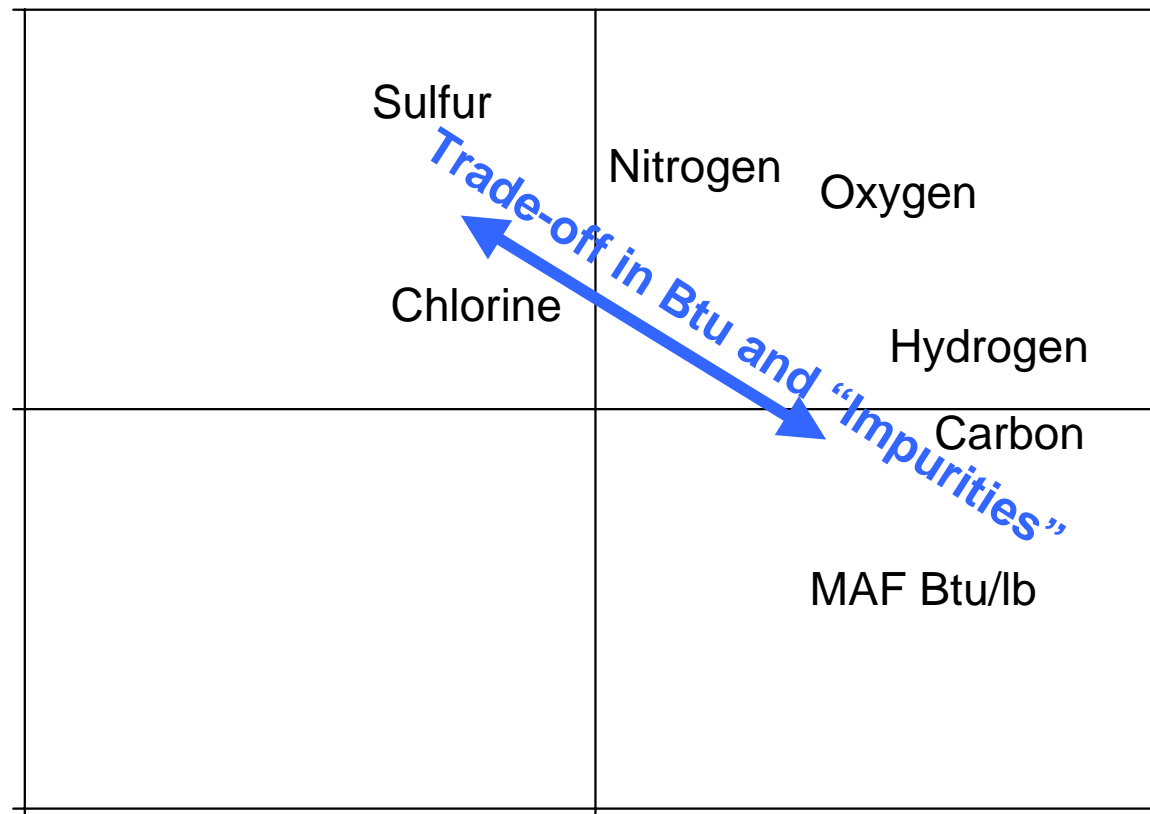 Sulfur
Trade-off in Btu and “Impurities”
Nitrogen
Oxygen
Chlorine
Hydrogen
Carbon
MAF Btu/lb